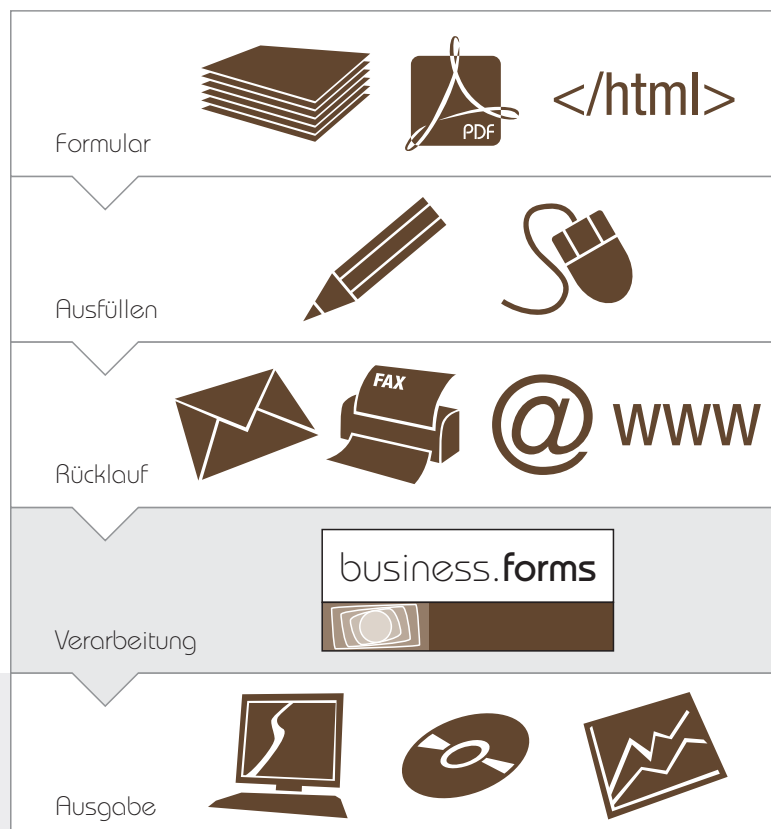 </html>
PDF
Formular
Ausfüllen
FAX
@ www
Rücklauf
business.forms
Verarbeitung
Ausgabe